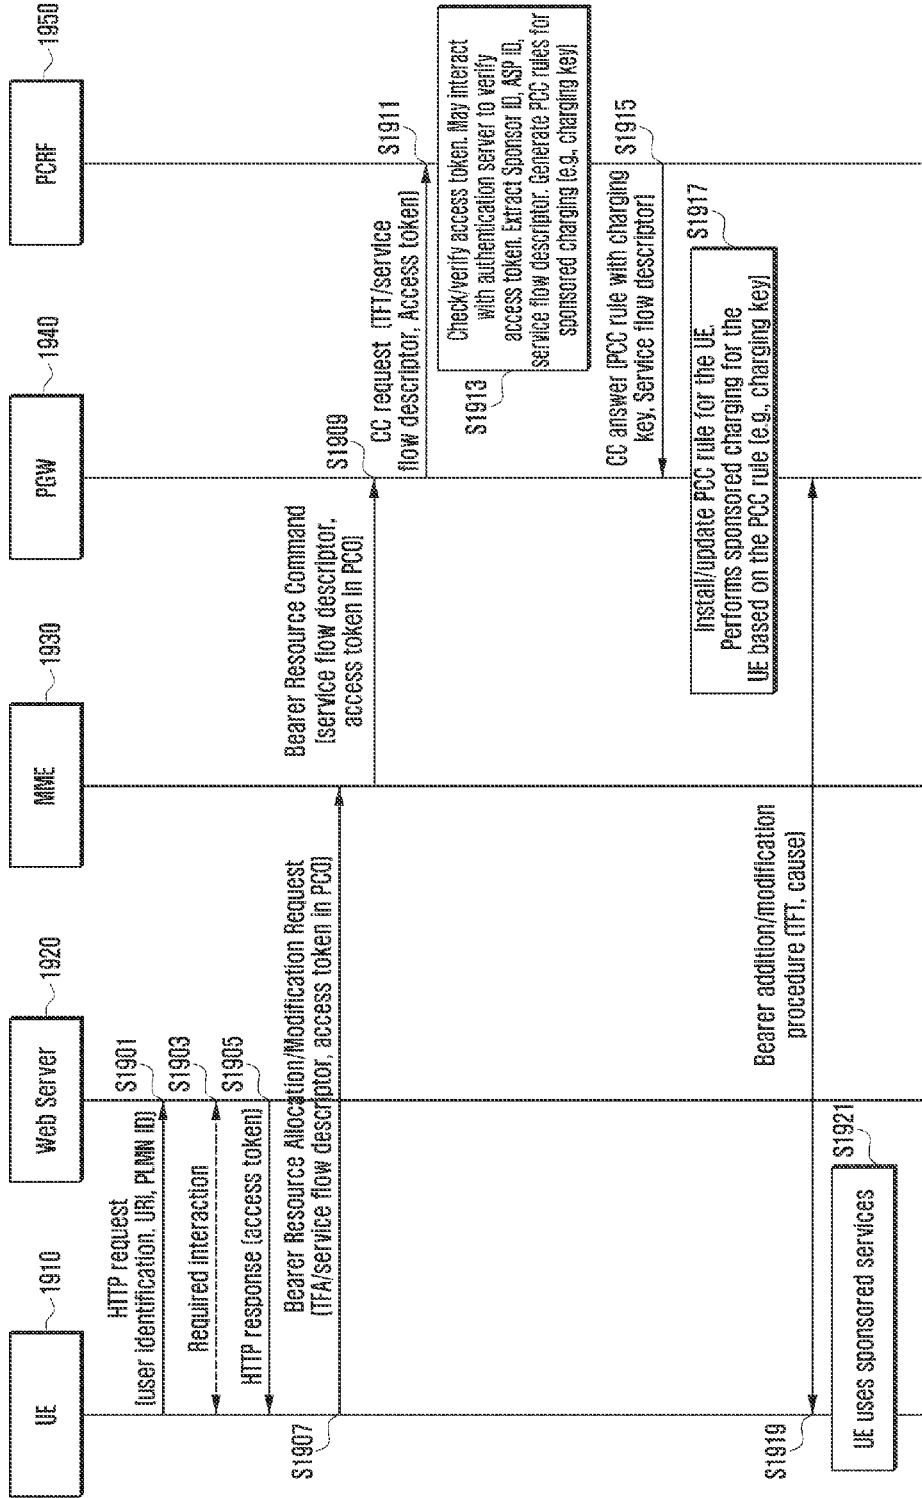 UE
1910
Web Server
1920
MME
1930
PGW
1940
PCRF
1950
HTTP request
(user identification, URI, PLMN ID)
S1901
Required interaction
S1903
HTTP response (access token)
S1905
Bearer Resource Allocation/Modification Request
(TFA/service flow descriptor, access token in PCO)
S1907
Bearer Resource Command
(service flow descriptor,
access token in PCO)
S1909
CC request (TFT/service
flow descriptor, Access token)
S1911
Check/verify access token. May interact
with authentication server to verify
access token. Extract Sponsor ID, ASP ID,
service flow descriptor. Generate PCC rules for
sponsored charging (e.g., charging key)
S1913
CC answer (PCC rule with charging
key, Service flow descriptor)
S1915
Install/update PCC rule for the UE.
Performs sponsored charging for the
UE based on the PCC rule (e.g., charging key)
S1917
Bearer addition/modification
procedure (TFT, cause)
S1919
UE uses sponsored services
S1921